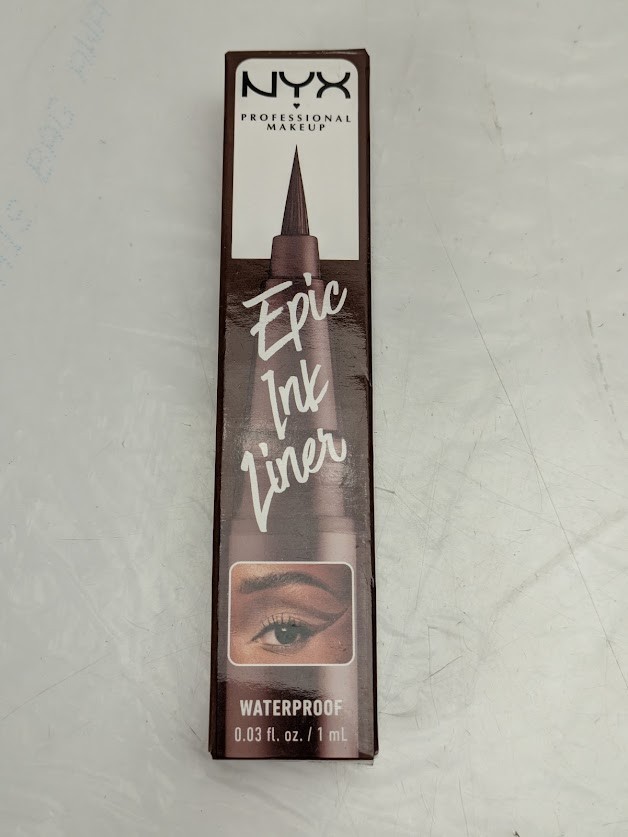 NYX
PROFESSIONAL
MAKEUP
Epic
Ink
Liner
WATERPROOF
0.03 fl. oz. / 1 mL